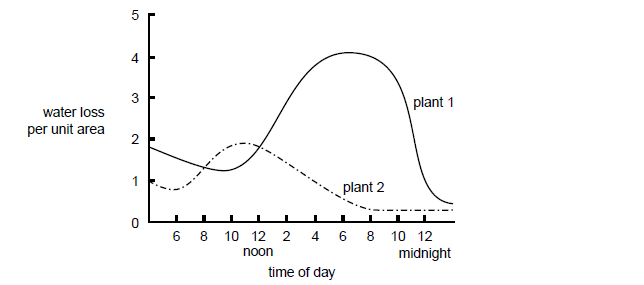 5
4
3
2
1
0
water loss
per unit area
plant 1
plant 2
6 8 10 12 2 4 6 8 10 12
noon midnight
time of day